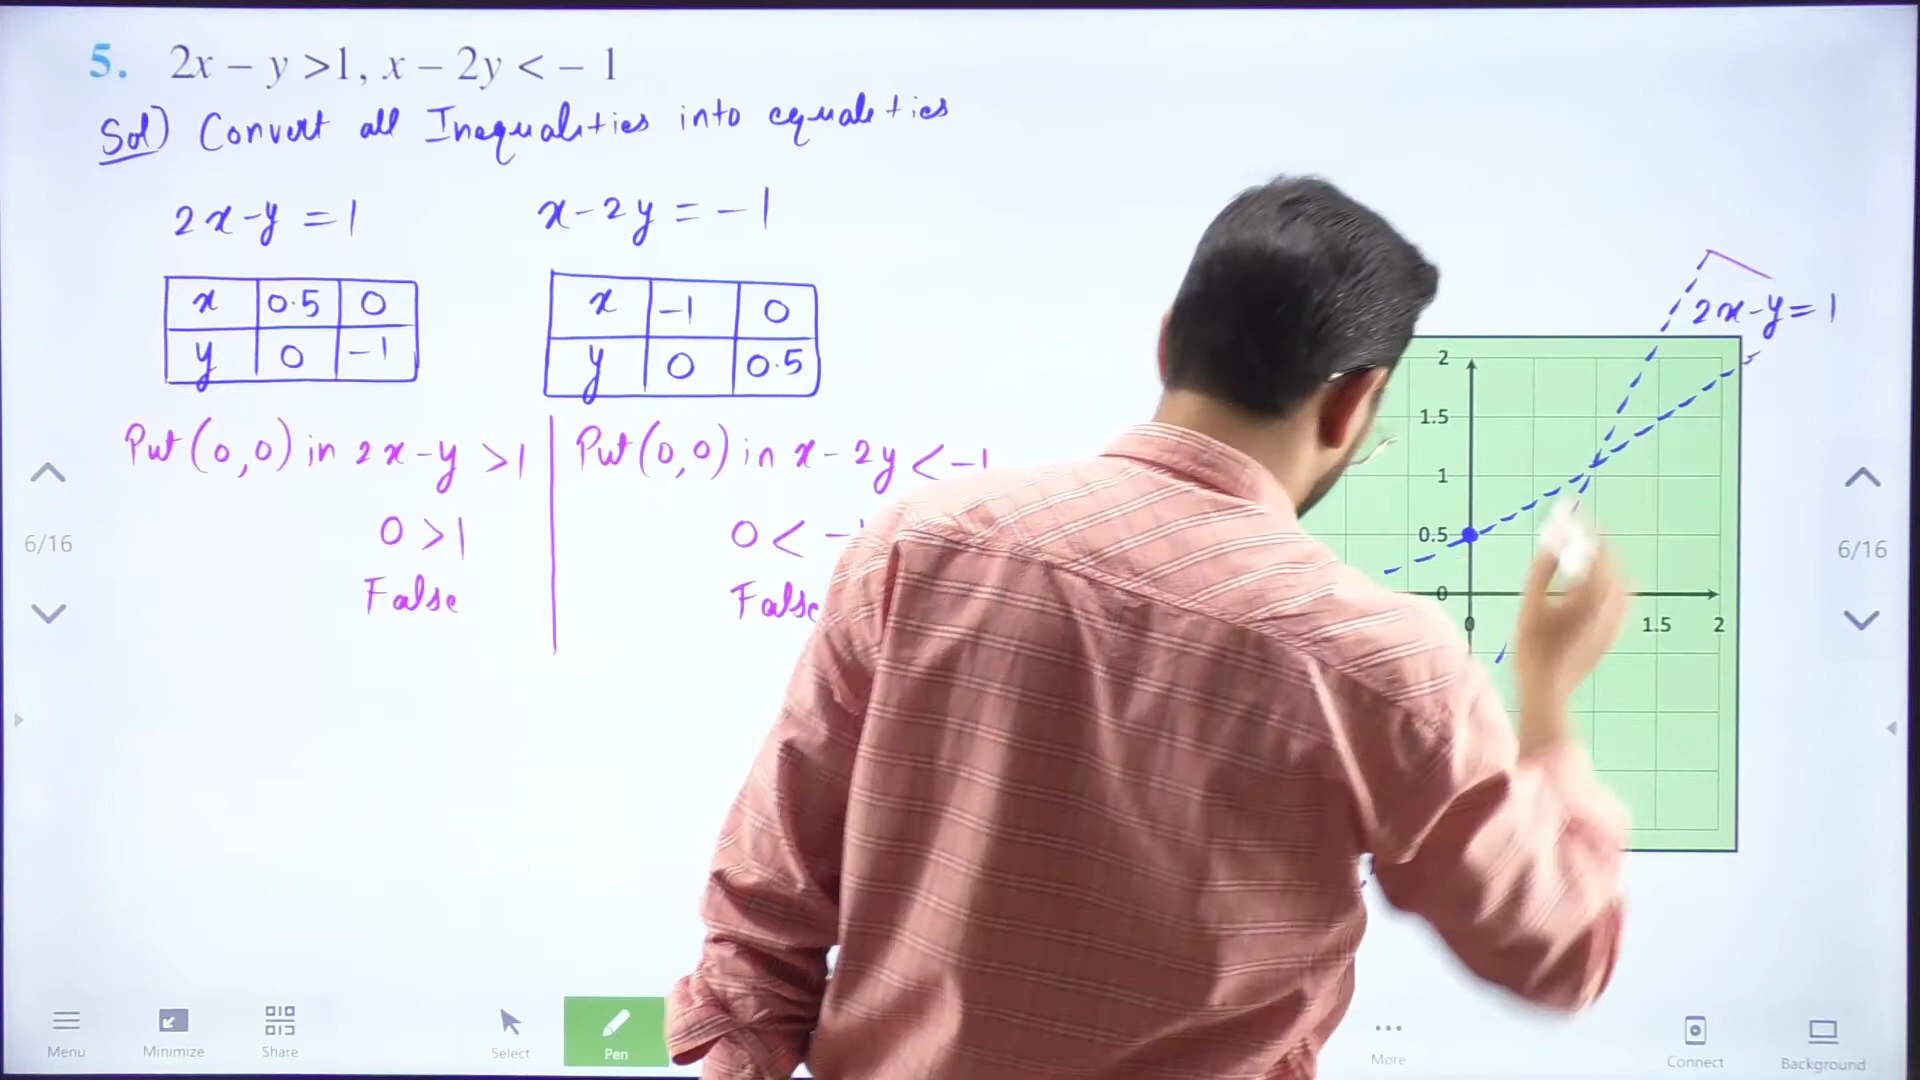 5. 2x – y >1, x – 2y < – 1
Sol) Convert all Inequalities into equalities
2x-y = 1
x-2y = -1
x 0.5 0
y 0 -1
x -1 0
y 0 0.5
Put (0,0) in 2x-y >1
0 >1
False
Put (0,0) in x-2y < -1
0 < -
False
2x-y = 1
2
1.5
1
0.5
0
0
1.5 2
6/16
6/16
Menu
Minimize
Share
Select
Pen
More
Connect
Background